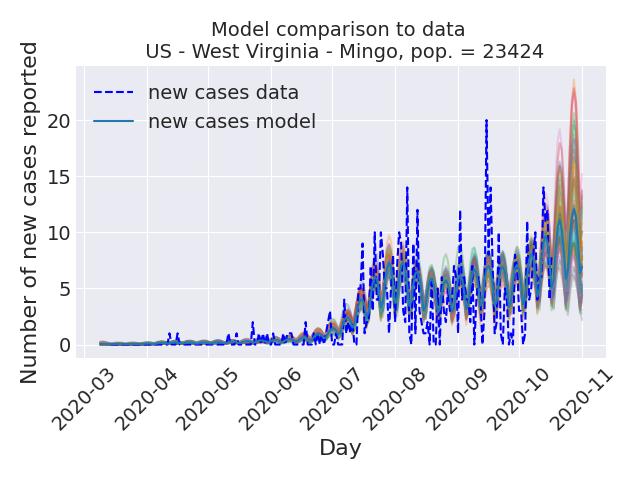 Model comparison to data
US - West Virginia - Mingo, pop. = 23424
Number of new cases reported
new cases data
new cases model
20
15
10
5
0
2020-03
2020-04
2020-05
2020-06
2020-07
2020-08
2020-09
2020-10
2020-11
Day